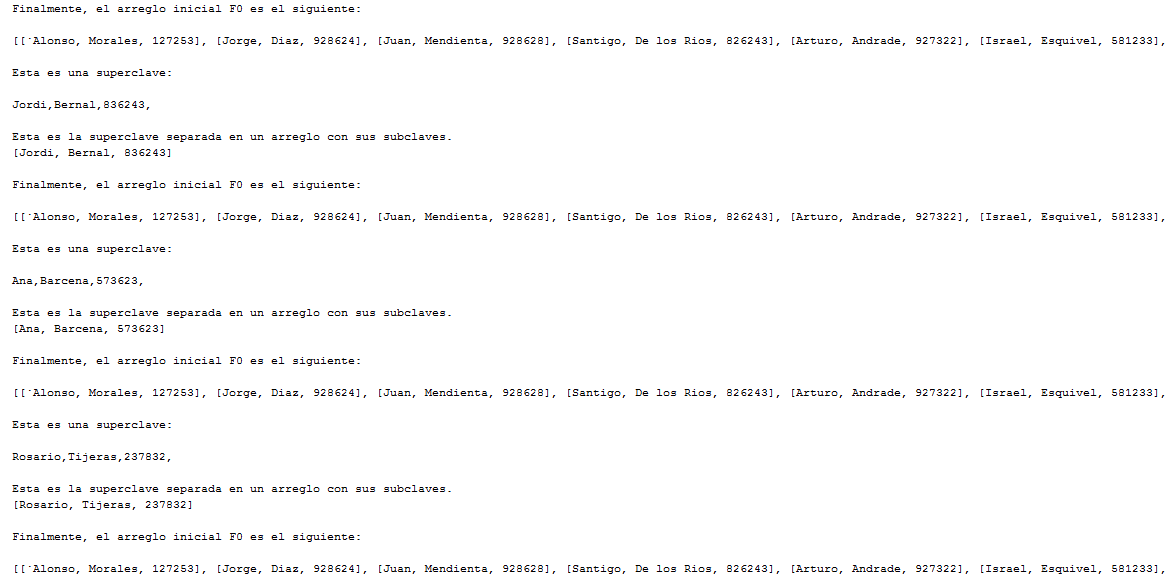 Finalmente, el arreglo inicial F0 es el siguiente:
[[˙Alonso, Morales, 127253], [Jorge, Diaz, 928624], [Juan, Mendienta, 928628], [Santigo, De los Rios, 826243], [Arturo, Andrade, 927322], [Israel, Esquivel, 581233],
Esta es una superclave:
Jordi,Bernal,836243,
Esta es la superclave separada en un arreglo con sus subclaves.
[Jordi, Bernal, 836243]
Finalmente, el arreglo inicial F0 es el siguiente:
[[˙Alonso, Morales, 127253], [Jorge, Diaz, 928624], [Juan, Mendienta, 928628], [Santigo, De los Rios, 826243], [Arturo, Andrade, 927322], [Israel, Esquivel, 581233],
Esta es una superclave:
Ana,Barcena,573623,
Esta es la superclave separada en un arreglo con sus subclaves.
[Ana, Barcena, 573623]
Finalmente, el arreglo inicial F0 es el siguiente:
[[˙Alonso, Morales, 127253], [Jorge, Diaz, 928624], [Juan, Mendienta, 928628], [Santigo, De los Rios, 826243], [Arturo, Andrade, 927322], [Israel, Esquivel, 581233],
Esta es una superclave:
Rosario,Tijeras,237832,
Esta es la superclave separada en un arreglo con sus subclaves.
[Rosario, Tijeras, 237832]
Finalmente, el arreglo inicial F0 es el siguiente:
[[˙Alonso, Morales, 127253], [Jorge, Diaz, 928624], [Juan, Mendienta, 928628], [Santigo, De los Rios, 826243], [Arturo, Andrade, 927322], [Israel, Esquivel, 581233],